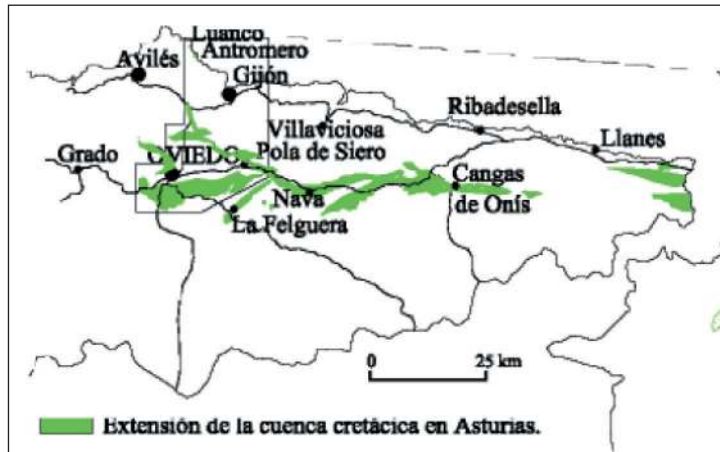 Luanco
Antromero
Avilés
Gijón
Ribadesella
Villaviciosa
Llanes
Grado
OVIEDO
Pola de Siero
Cangas
de Onís
Nava
La Felguera
0 25 km
Extensión de la cuenca cretácica en Asturias.